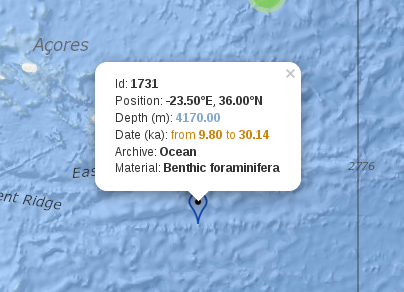 Açores
×
Id: 1731
Position: -23.50°E, 36.00°N
Depth (m): 4170.00
Date (ka): from 9.80 to 30.14
Archive: Ocean
Material: Benthic foraminifera
2776
Eas
ent Ridge